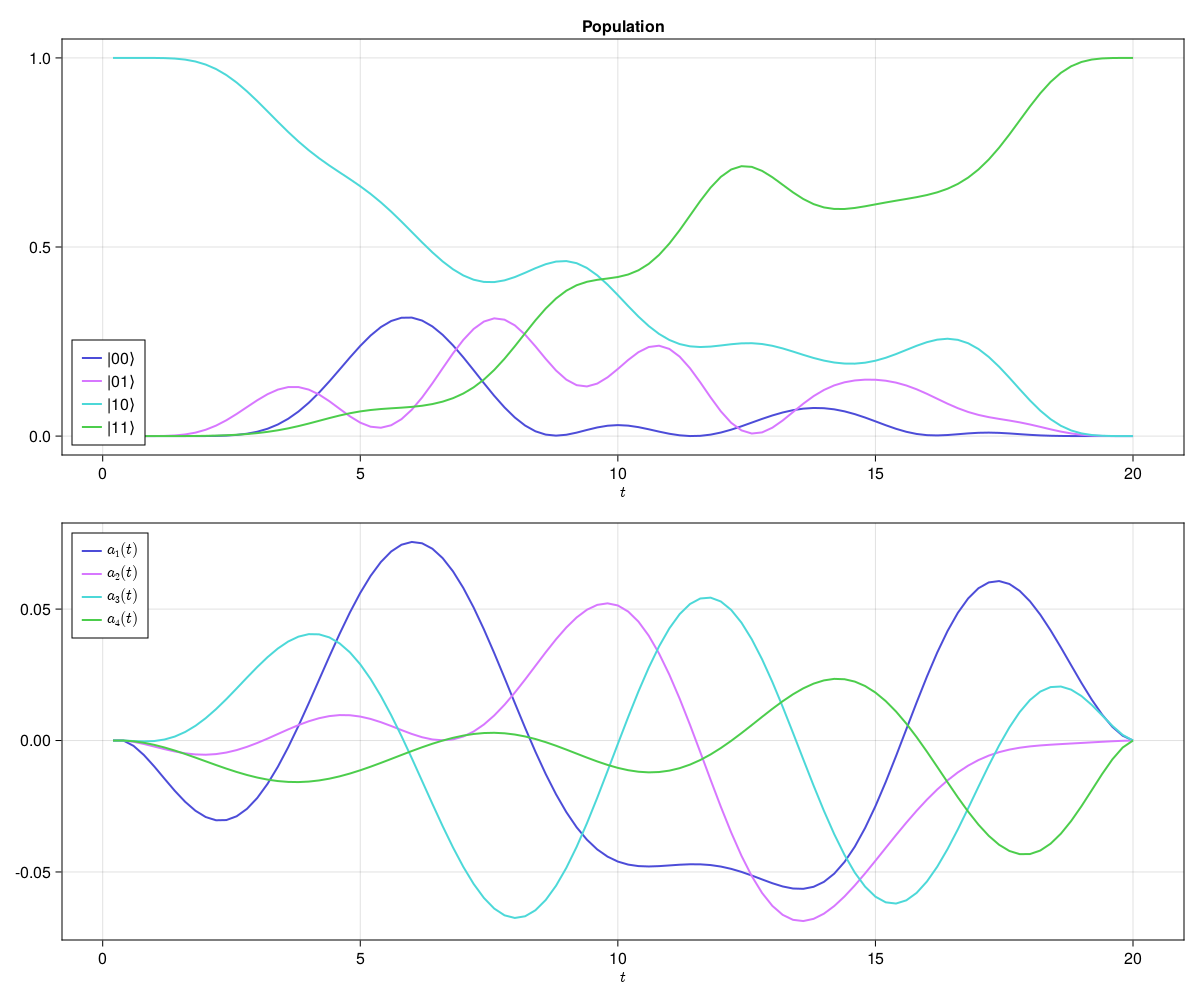 Population
1.0
0.5
0.0
|00⟩
|01⟩
|10⟩
|11⟩
0 5 10 15 20
t
0.05
0.00
-0.05
a₁(t)
a₂(t)
a₃(t)
a₄(t)
0 5 10 15 20
t